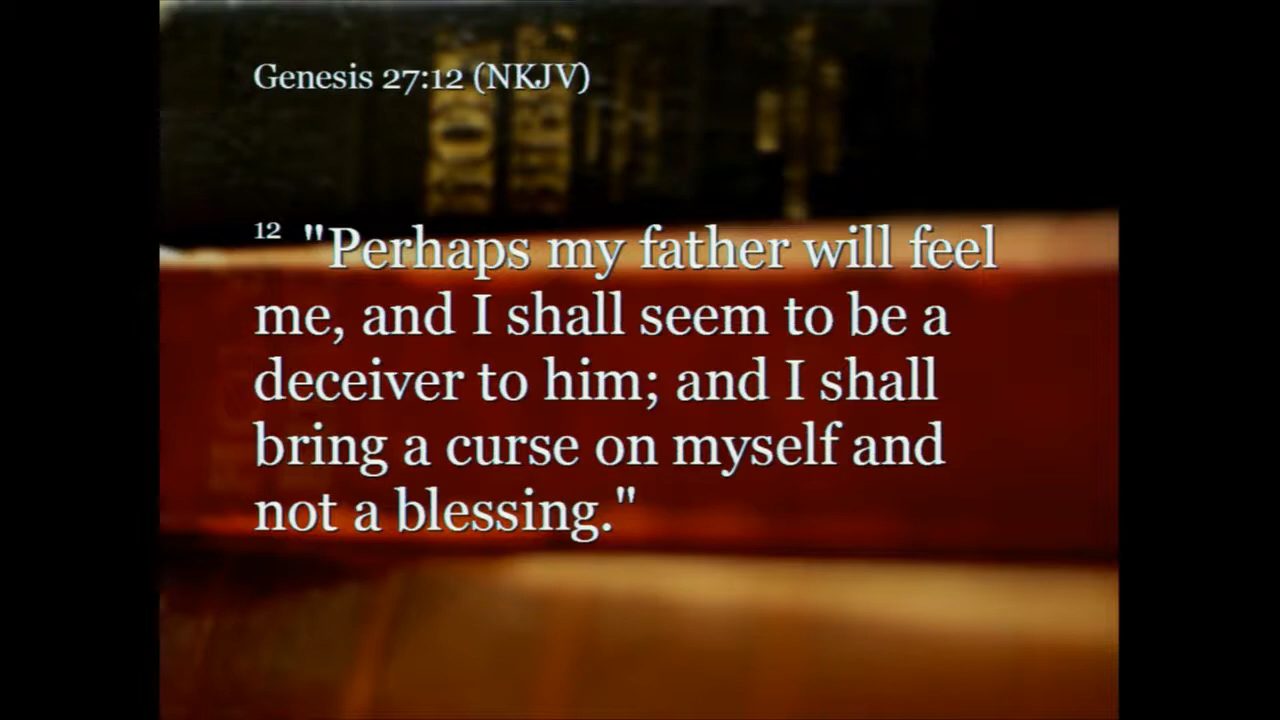 Genesis 27:12 (NKJV)
12 "Perhaps my father will feel
me, and I shall seem to be a
deceiver to him; and I shall
bring a curse on myself and
not a blessing."